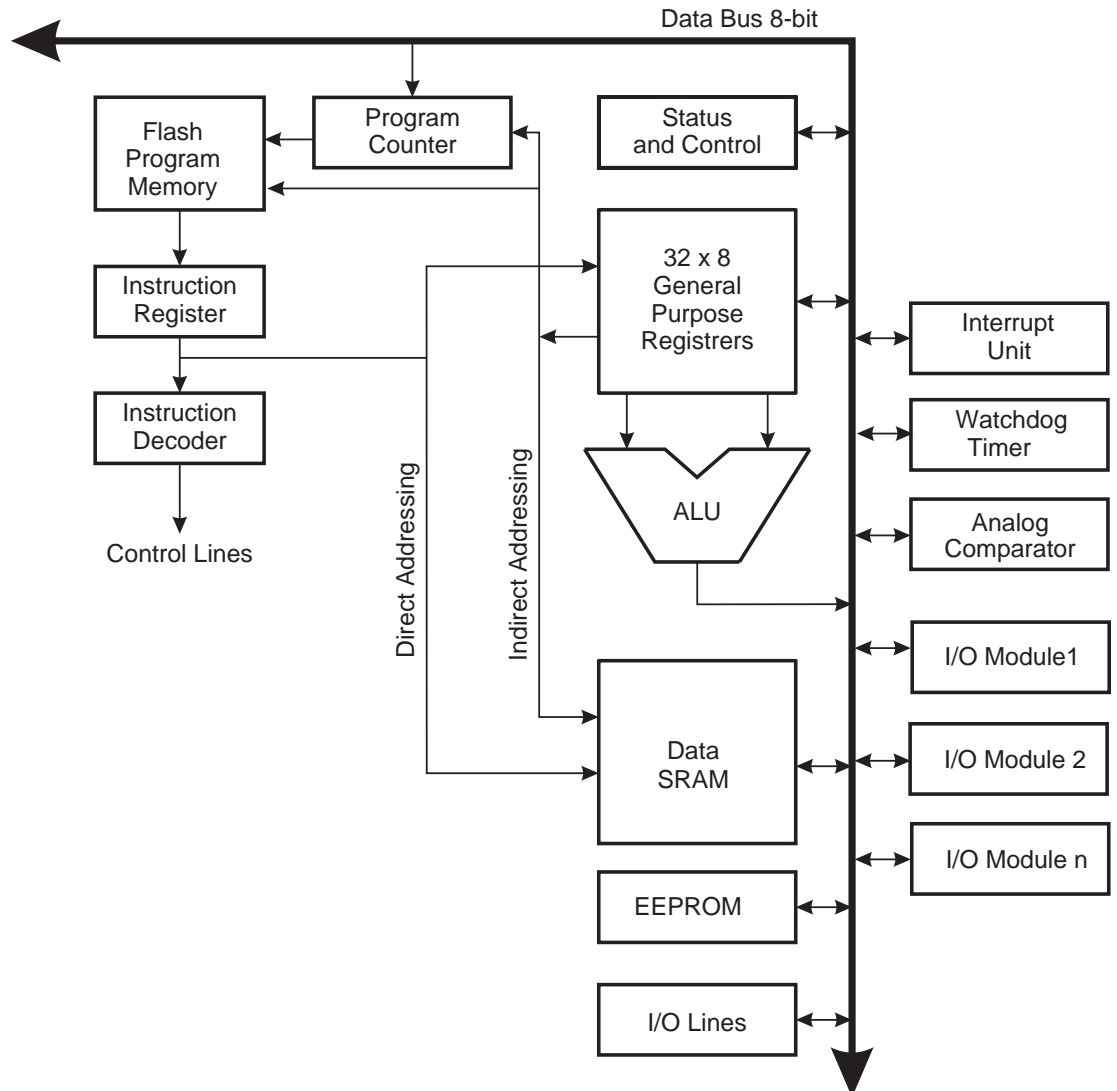 Data Bus 8-bit
Flash
Program
Memory
Program
Counter
Status
and Control
32 x 8
General
Purpose
Registrers
Instruction
Register
Interrupt
Unit
Instruction
Decoder
Watchdog
Timer
Direct Addressing
Indirect Addressing
ALU
Analog
Comparator
Control Lines
I/O Module1
Data
SRAM
I/O Module 2
I/O Module n
EEPROM
I/O Lines